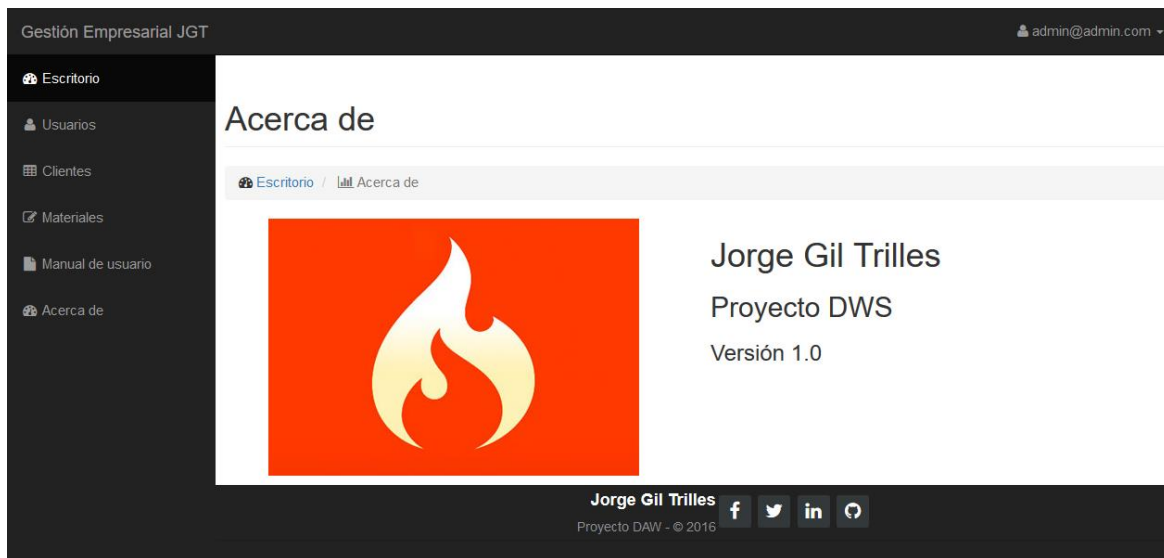 Gestión Empresarial JGT
admin@admin.com
Escritorio
Usuarios
Clientes
Materiales
Manual de usuario
Acerca de
Acerca de
Escritorio / Acerca de
Jorge Gil Trilles
Proyecto DWS
Versión 1.0
Jorge Gil Trilles
Proyecto DAW - © 2016